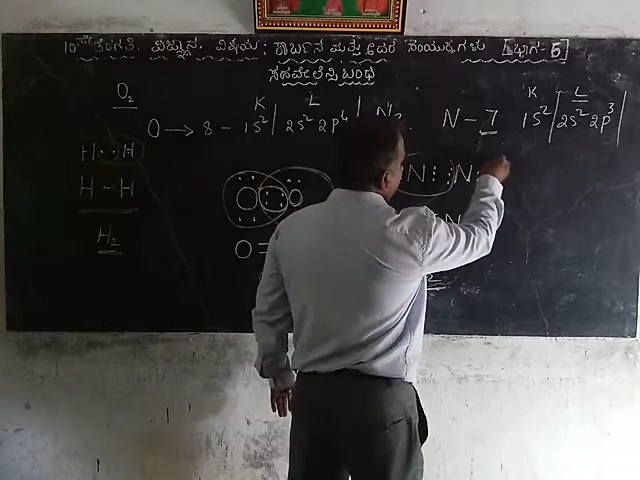 10ನೇ ತರಗತಿ. ವಿಜ್ಞಾನ. ವಿಷಯ : ಕಾರ್ಬನ್ ಮತ್ತು ಅದರ ಸಂಯುಕ್ತಗಳು [ಭಾಗ-5]
ಸಹವೇಲೆನ್ಸಿ ಬಂಧ
O₂ K L N₂ K L
O → 8 - 1S² | 2S² 2P⁴ | N - 7 1S² | 2S² 2P³ |
H : H
N : : N :
H - H
O =
N
H₂